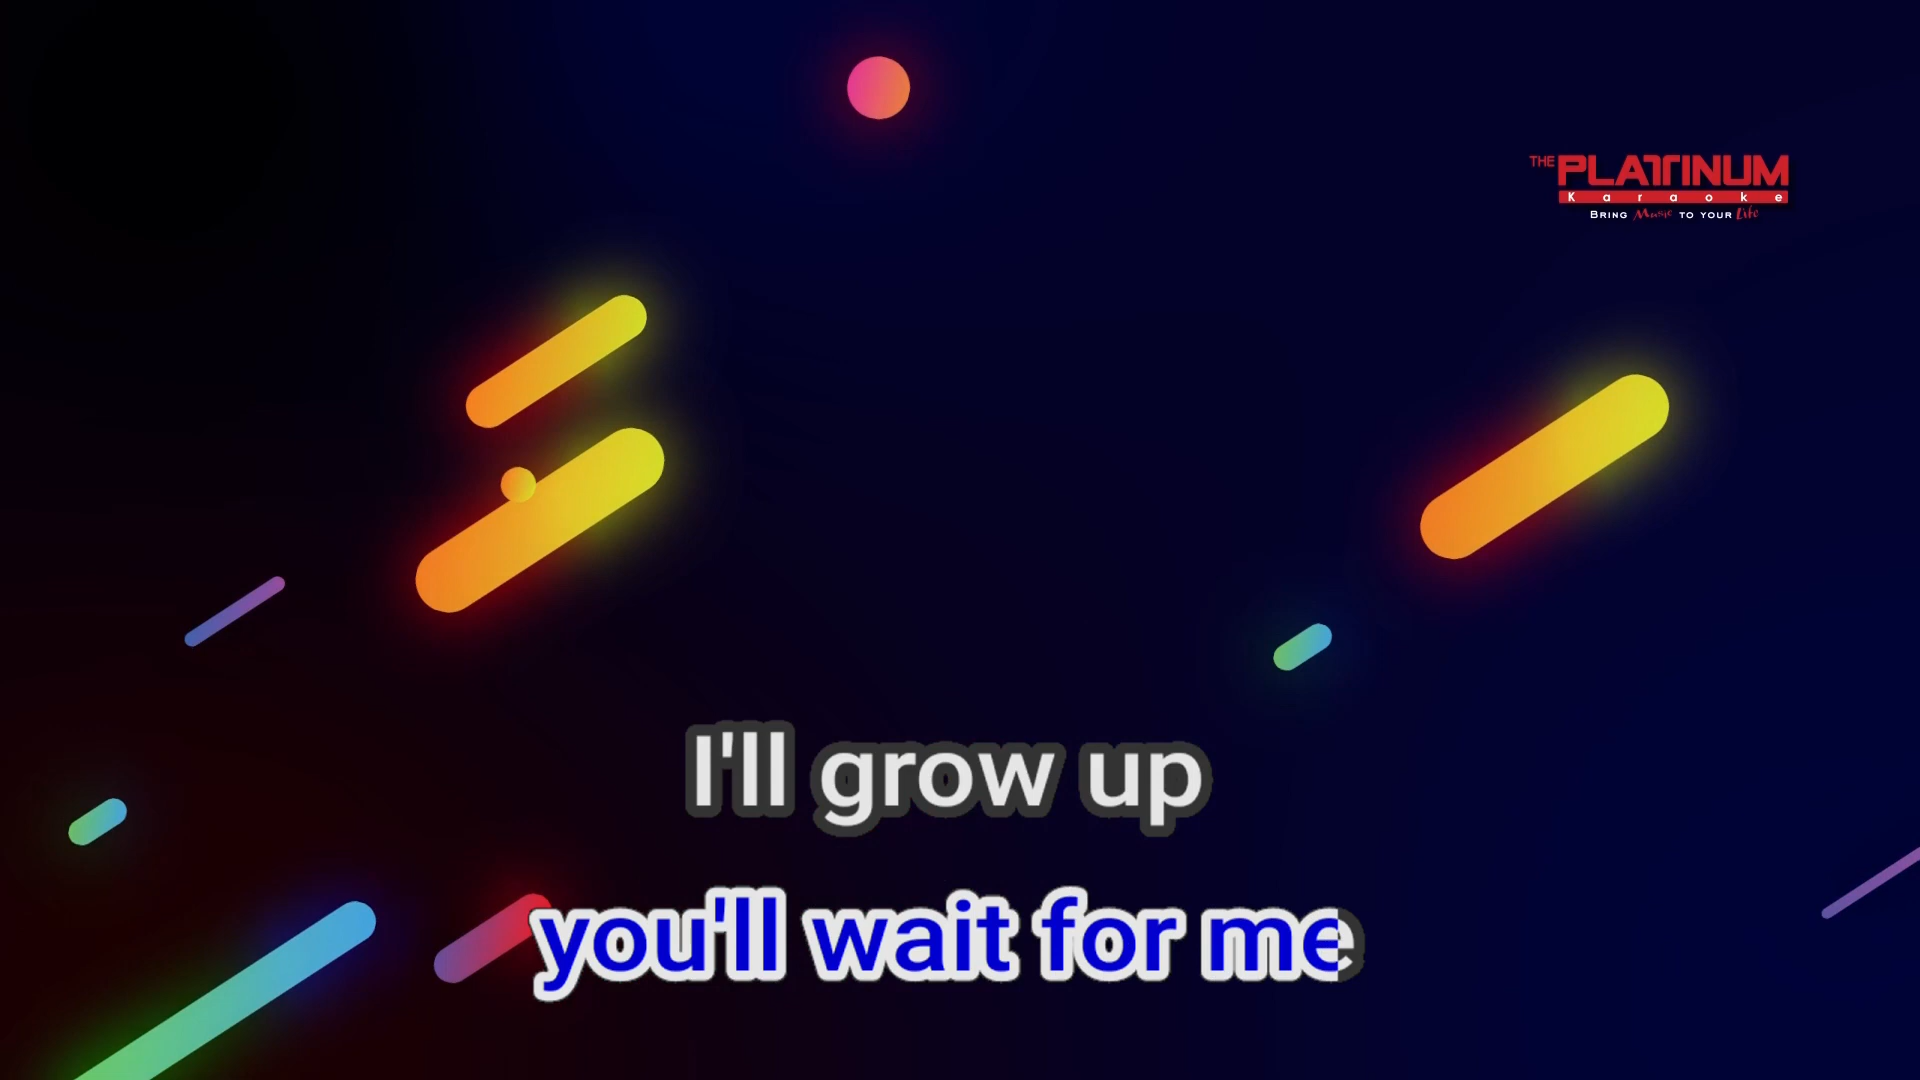 THE PLATINUM
Karaoke
BRING Music TO YOUR Life
I'll grow up
you'll wait for me